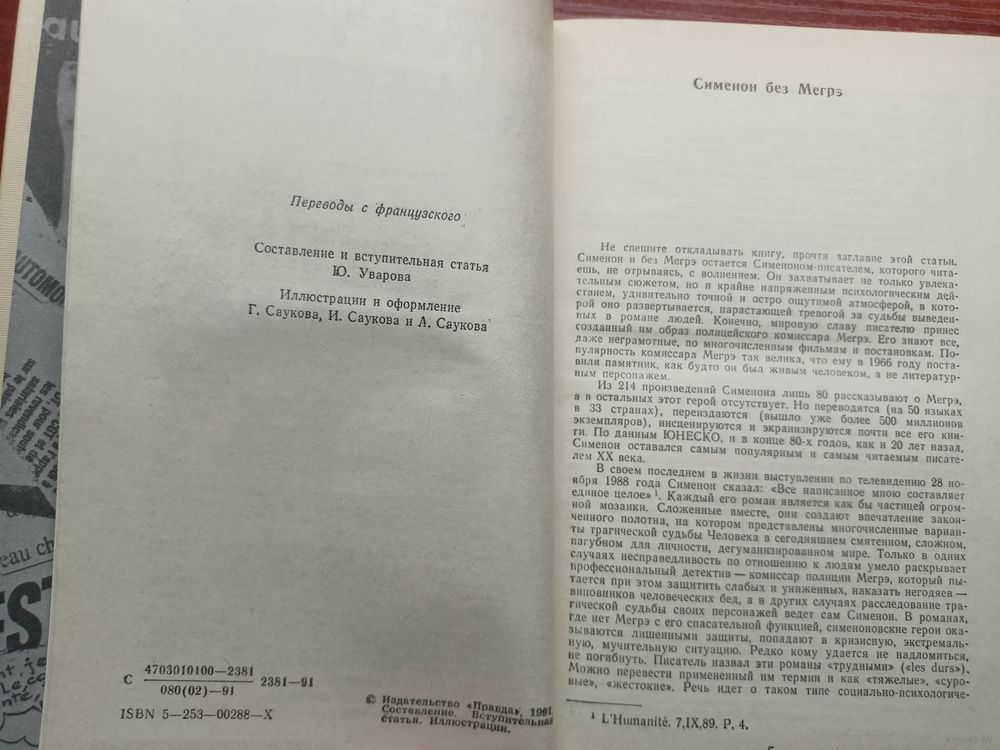 Переводы с французского
Составление и вступительная статья
Ю. Уварова
Иллюстрации и оформление
Г. Саукова, И. Саукова и А. Саукова
С 4703010100—2381
080(02)—91
2381—91
ISBN 5—253—00288—X
© Издательство «Правда», 1991.
Составление. Вступительная
статья. Иллюстрации.
Сименон без Мегрэ
Не спешите откладывать книгу, прочтя заглавие этой статьи.
Сименон и без Мегрэ остается Сименоном-писателем, которого чита-
ешь, не отрываясь, с волнением. Он захватывает не только увлека-
тельным сюжетом, но и крайне напряженным психологическим дей-
ствием, удивительно точной и остро ощутимой атмосферой, в кото-
рой оно развертывается, нарастающей тревогой за судьбы выведен-
ных в романе людей. Конечно, мировую славу писателю принес
созданный им образ полицейского комиссара Мегрэ. Его знают все,
даже неграмотные, по многочисленным фильмам и постановкам. По-
пулярность комиссара Мегрэ так велика, что ему в 1966 году поста-
вили памятник, как будто он был живым человеком, а не литератур-
ным персонажем.
Из 214 произведений Сименона лишь 80 рассказывают о Мегрэ,
а в остальных этот герой отсутствует. Но переводятся (на 50 языках
в 33 странах), переиздаются (вышло уже более 500 миллионов
экземпляров), инсценируются и экранизируются почти все его кни-
ги. По данным ЮНЕСКО, и в конце 80-х годов, как и 20 лет назад,
Сименон оставался самым популярным и самым читаемым писате-
лем XX века.
В своем последнем в жизни выступлении по телевидению 28 но-
ября 1988 года Сименон сказал: «Все написанное мною составляет
единое целое» ¹. Каждый его роман является как бы частицей огром-
ной мозаики. Сложенные вместе, они создают впечатление закон-
ченного полотна, на котором представлены многочисленные вариан-
ты трагической судьбы Человека в сегодняшнем смятенном, сложном,
пагубном для личности, дегуманизированном мире. Только в одних
случаях несправедливость по отношению к людям умело раскрывает
профессиональный детектив — комиссар полиции Мегрэ, который пы-
тается при этом защитить слабых и униженных, наказать негодяев —
виновников человеческих бед, а в других случаях расследование тра-
гической судьбы своих персонажей ведет сам Сименон. В романах,
где нет Мегрэ с его спасательной функцией, сименоновские герои ока-
зываются лишенными защиты, попадают в кризисную, экстремаль-
ную, мучительную ситуацию. Редко кому удается не надломиться,
не погибнуть. Писатель назвал эти романы «трудными» («les durs»).
Можно перевести примененный им термин и как «тяжелые», «суро-
вые», «жестокие». Речь идет о таком типе социально-психологиче-
¹ L'Humanité. 7,IX,89. P. 4.